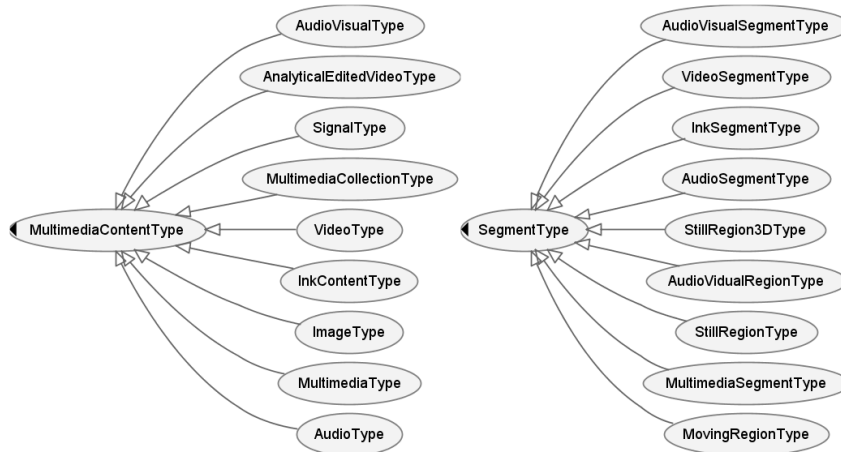 AudioVisualType
AnalyticalEditedVideoType
SignalType
MultimediaCollectionType
MultimediaContentType
VideoType
InkContentType
ImageType
MultimediaType
AudioType
AudioVisualSegmentType
VideoSegmentType
InkSegmentType
AudioSegmentType
SegmentType
StillRegion3DType
AudioVidualRegionType
StillRegionType
MultimediaSegmentType
MovingRegionType